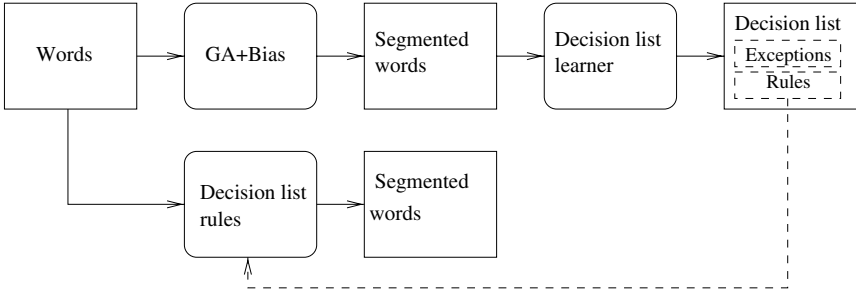 Words
GA+Bias
Segmented
words
Decision list
learner
Decision list
Exceptions
Rules
Decision list
rules
Segmented
words